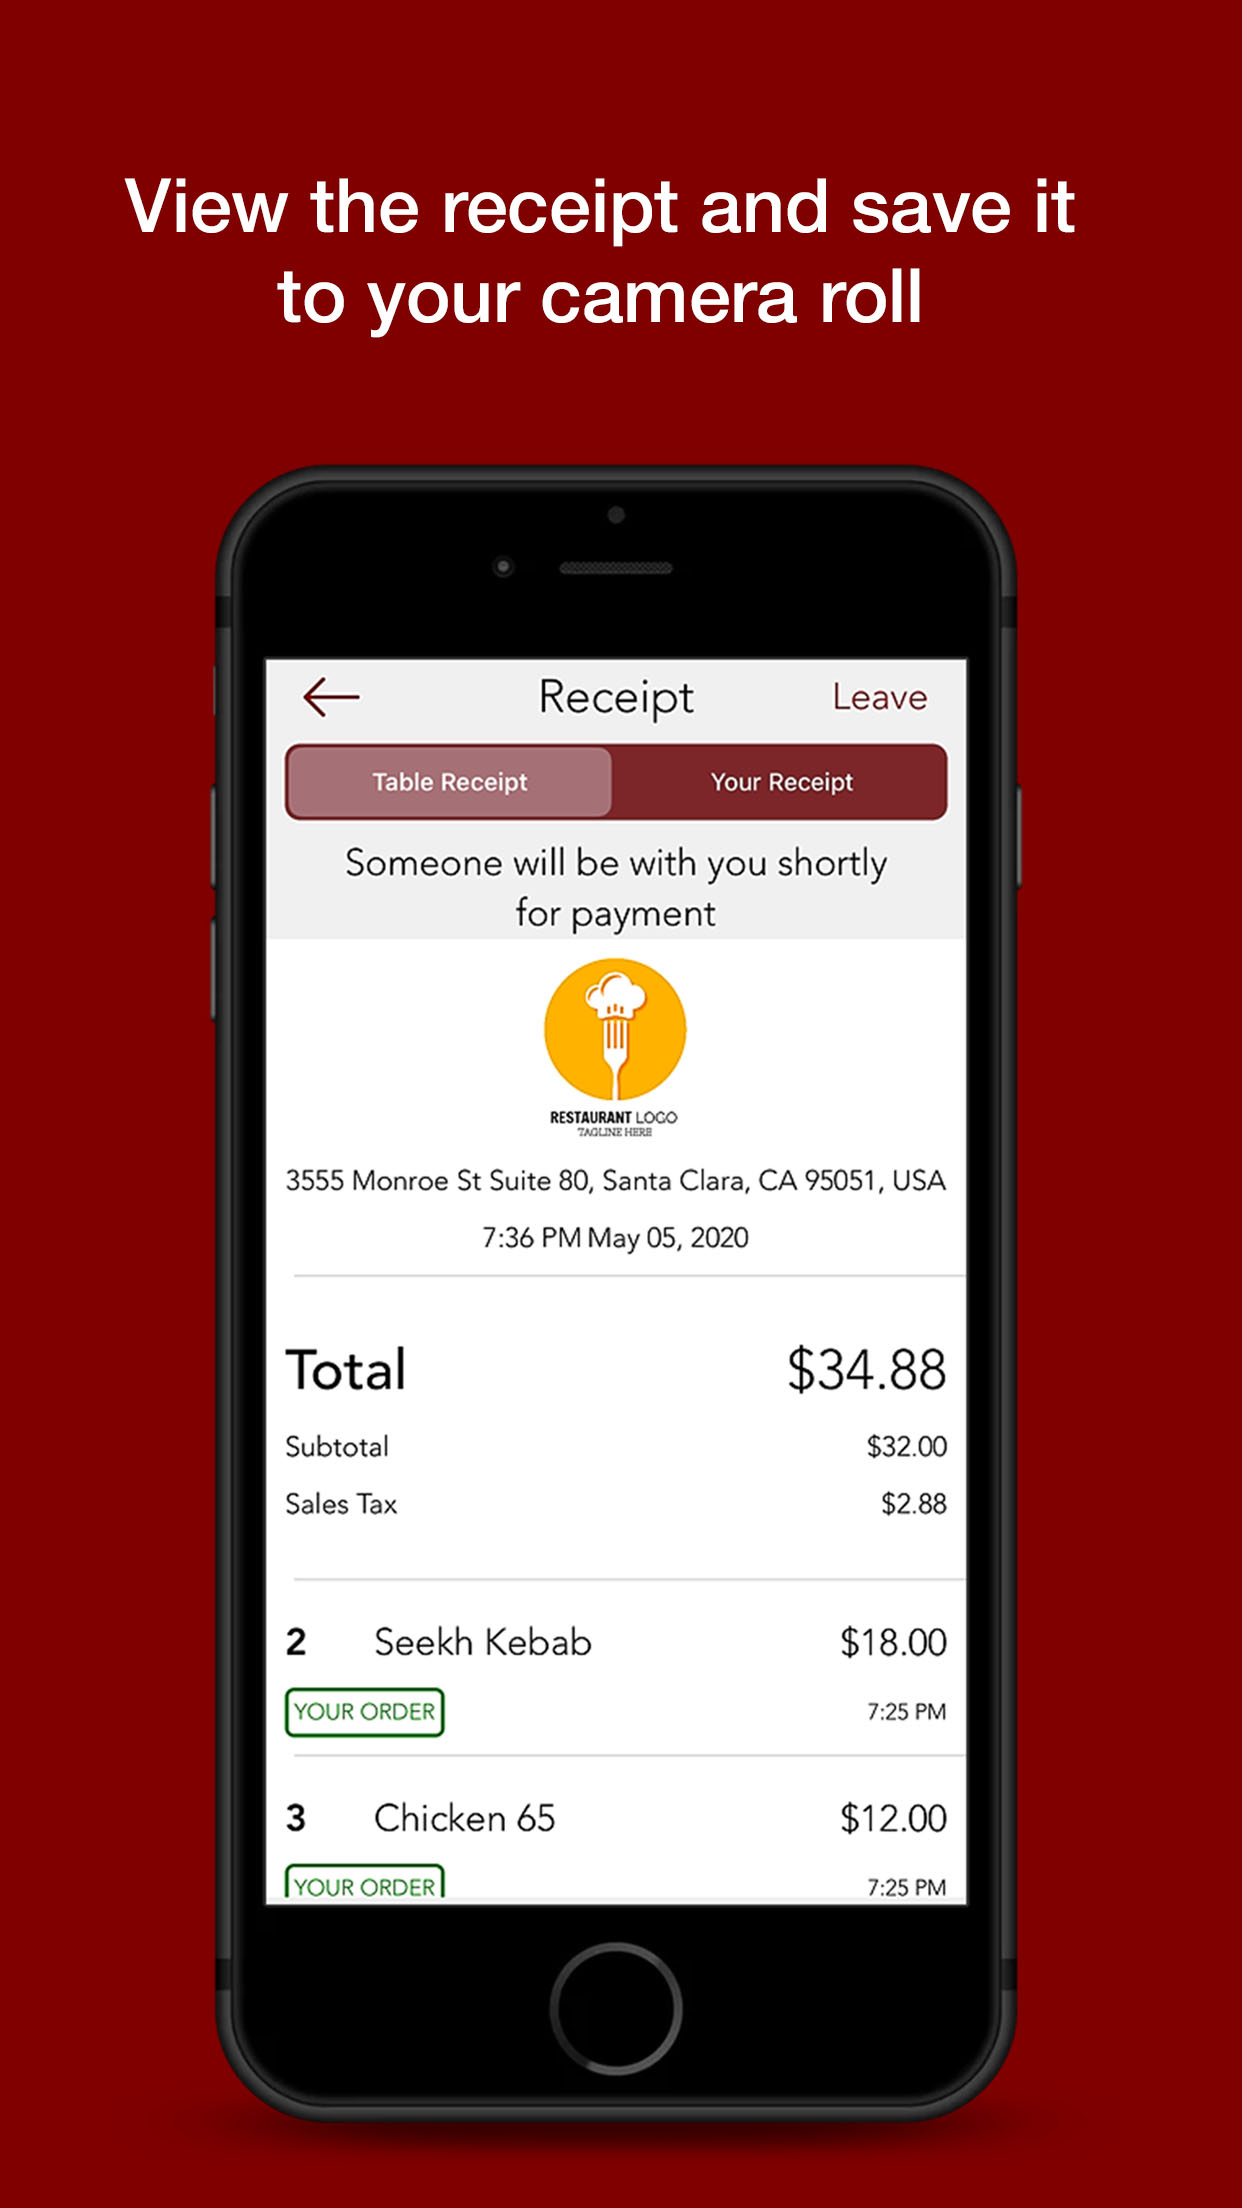 View the receipt and save it
to your camera roll
Receipt
Leave
Table Receipt
Your Receipt
Someone will be with you shortly
for payment
RESTAURANT LOGO
TAGLINE HERE
3555 Monroe St Suite 80, Santa Clara, CA 95051, USA
7:36 PM May 05, 2020
Total $34.88
Subtotal $32.00
Sales Tax $2.88
2 Seekh Kebab $18.00
YOUR ORDER 7:25 PM
3 Chicken 65 $12.00
YOUR ORDER 7:25 PM